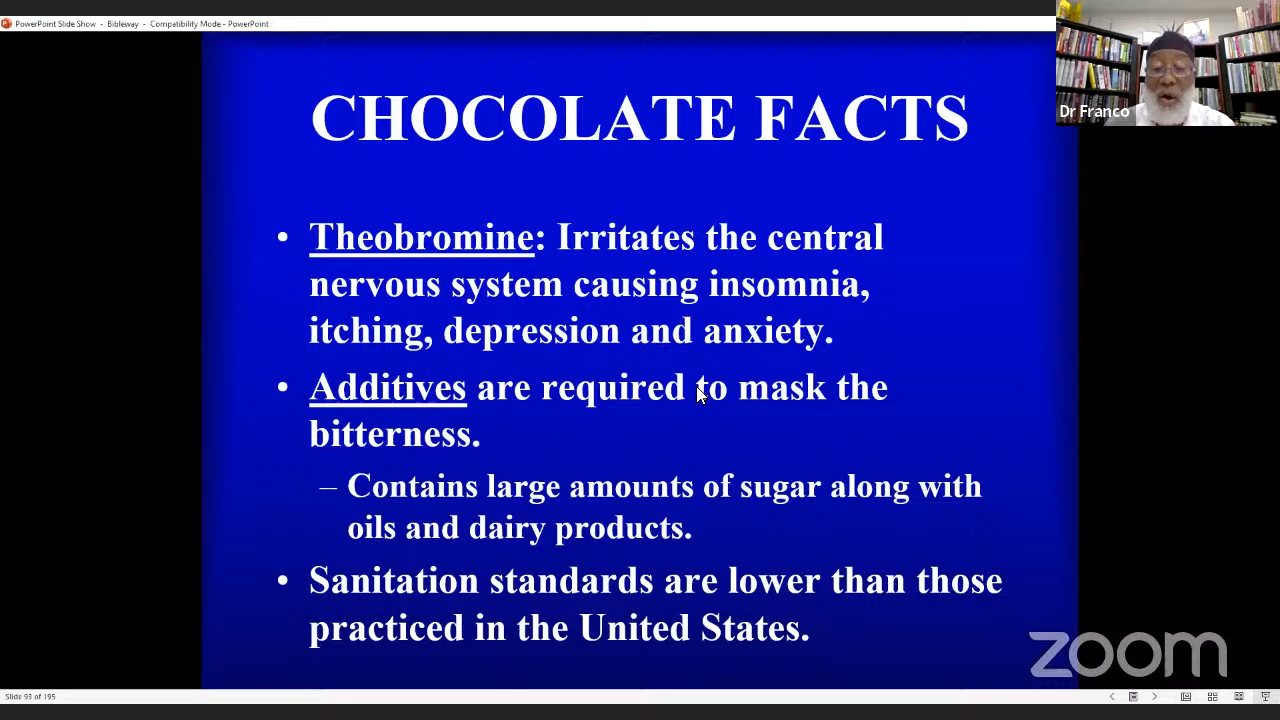 PowerPoint Slide Show - Bibleway - Compatibility Mode - PowerPoint
Dr Franco
CHOCOLATE FACTS
• Theobromine: Irritates the central
nervous system causing insomnia,
itching, depression and anxiety.
• Additives are required to mask the
bitterness.
– Contains large amounts of sugar along with
oils and dairy products.
• Sanitation standards are lower than those
practiced in the United States.
zoom
Slide 93 of 195